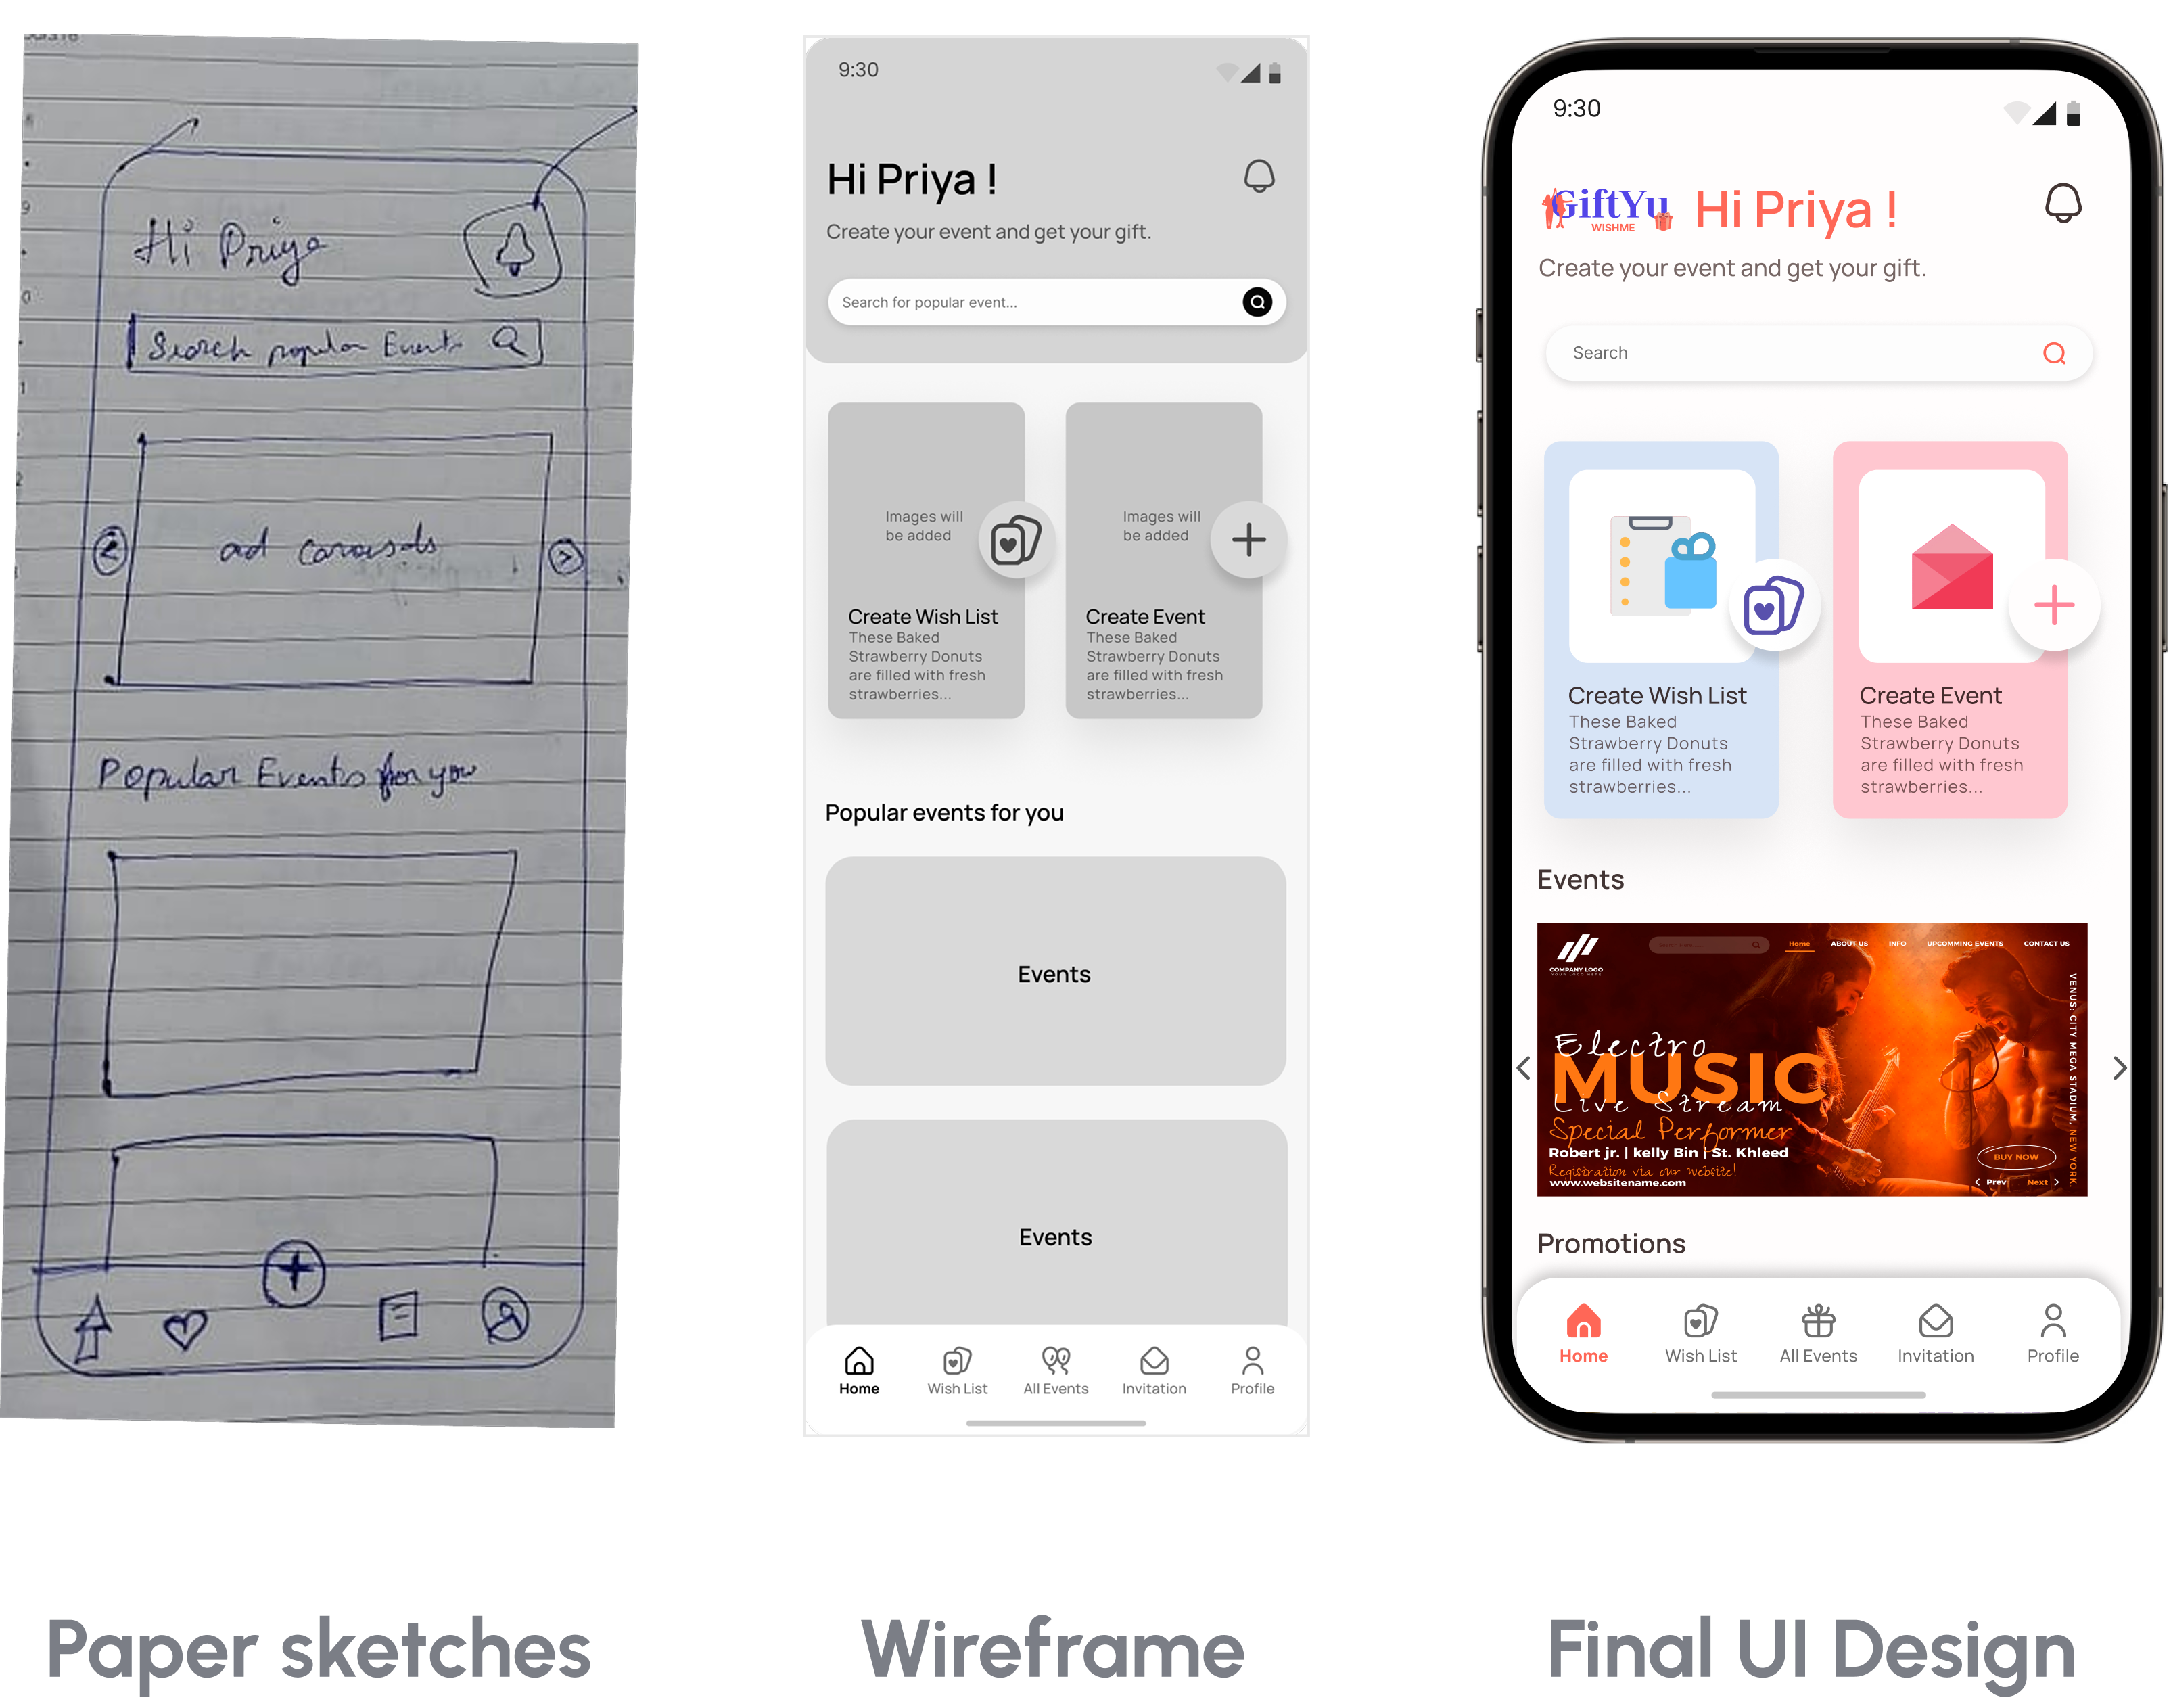 Hi Priya
Search popular Events
ad carousals
Popular Events for you
Paper sketches
9:30
Hi Priya !
Create your event and get your gift.
Search for popular event...
Images will
be added
Create Wish List
These Baked
Strawberry Donuts
are filled with fresh
strawberries...
Images will
be added
Create Event
These Baked
Strawberry Donuts
are filled with fresh
strawberries...
Popular events for you
Events
Events
Home
Wish List
All Events
Invitation
Profile
Wireframe
9:30
GiftYu
WISHME
Hi Priya !
Create your event and get your gift.
Search
Create Wish List
These Baked
Strawberry Donuts
are filled with fresh
strawberries...
Create Event
These Baked
Strawberry Donuts
are filled with fresh
strawberries...
Events
COMPANY LOGO
YOUR LOGO HERE
Home ABOUT US INFO UPCOMMING EVENTS CONTACT US
Electro
MUSIC
Live Stream
Special Performer
Robert jr. | kelly Bin | St. Khleed
Registration via our website!
www.websitename.com
VENUS: CITY MEGA STADIUM. NEW YORK.
BUY NOW
Prev Next
Promotions
Home
Wish List
All Events
Invitation
Profile
Final UI Design